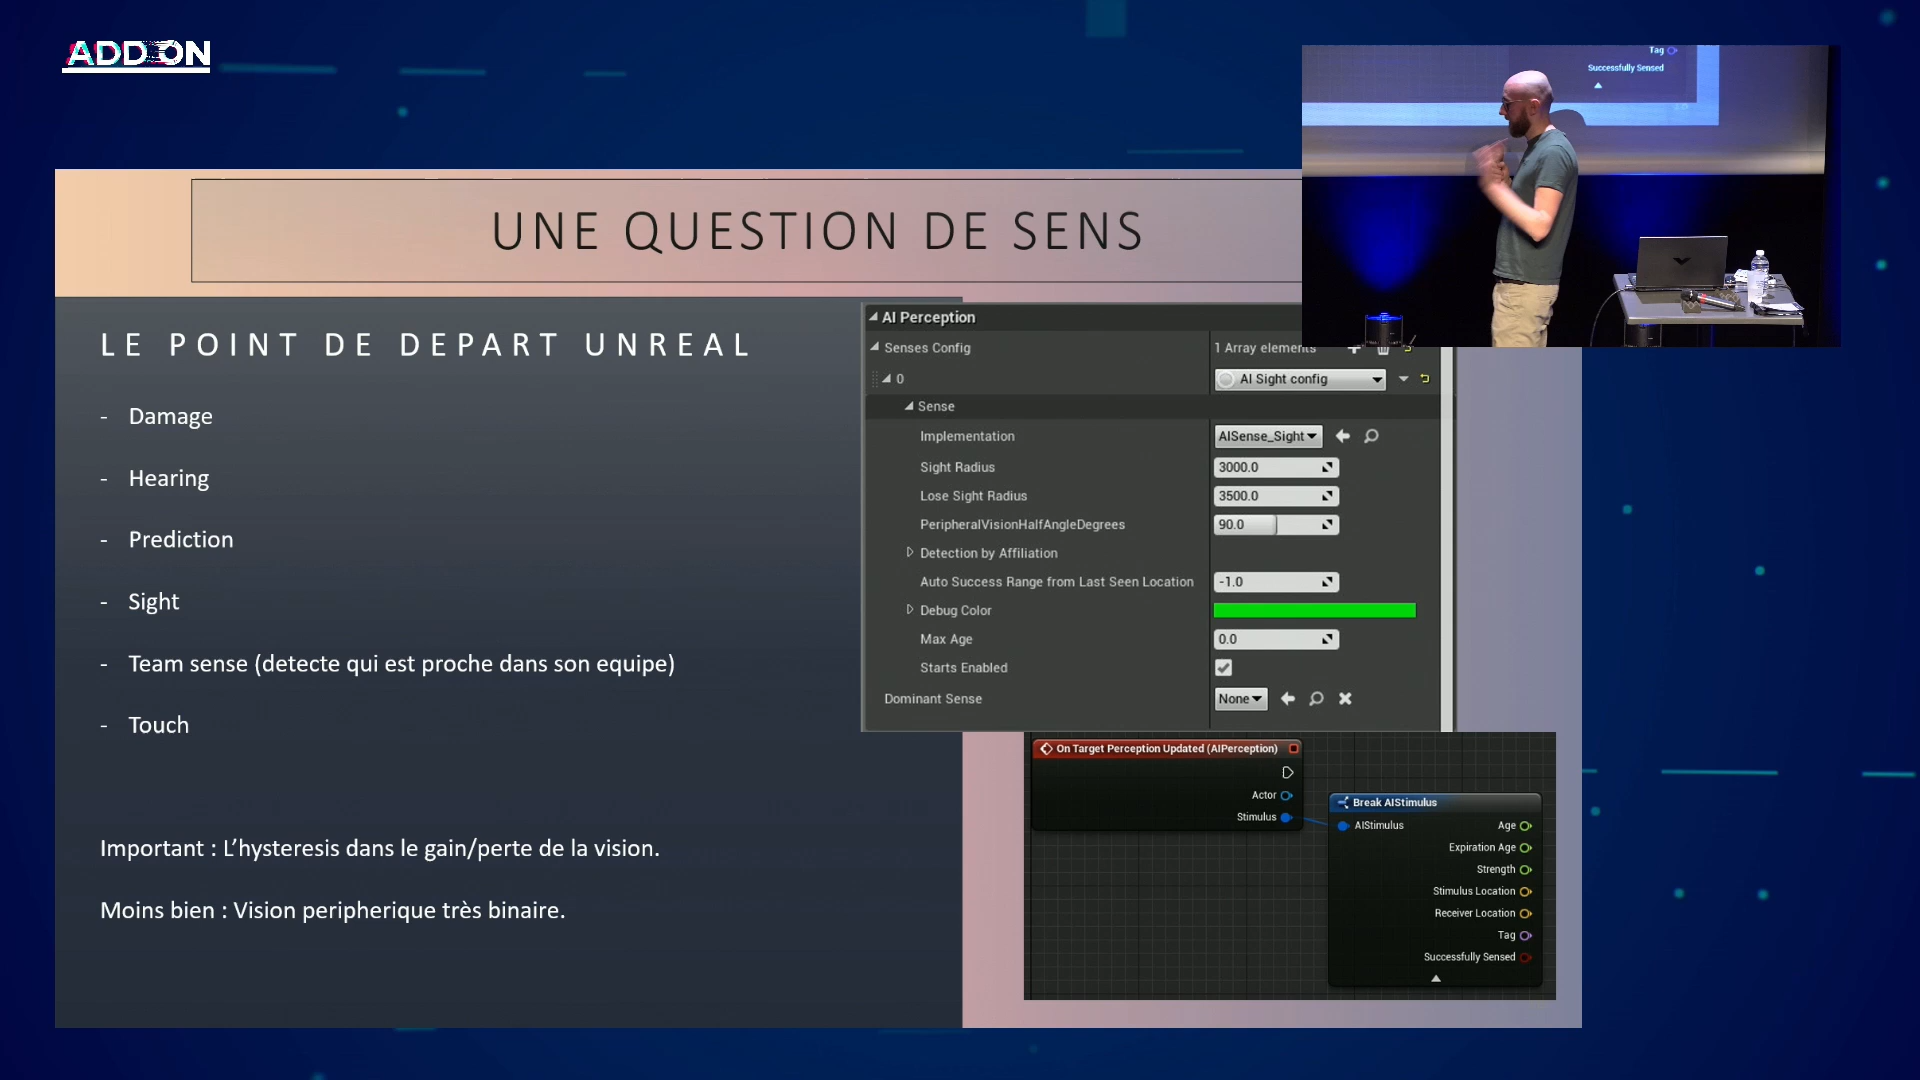 ADD ON
Tag
Successfully Sensed
UNE QUESTION DE SENS
LE POINT DE DEPART UNREAL
- Damage
- Hearing
- Prediction
- Sight
- Team sense (detecte qui est proche dans son equipe)
- Touch
Important : L’hysteresis dans le gain/perte de la vision.
Moins bien : Vision peripherique très binaire.
AI Perception
Senses Config 1 Array elements
0 AI Sight config
Sense
Implementation AISense_Sight
Sight Radius 3000.0
Lose Sight Radius 3500.0
PeripheralVisionHalfAngleDegrees 90.0
Detection by Affiliation
Auto Success Range from Last Seen Location -1.0
Debug Color
Max Age 0.0
Starts Enabled
Dominant Sense None
On Target Perception Updated (AIPerception)
Actor
Stimulus
Break AIStimulus
AIStimulus Age
Expiration Age
Strength
Stimulus Location
Receiver Location
Tag
Successfully Sensed